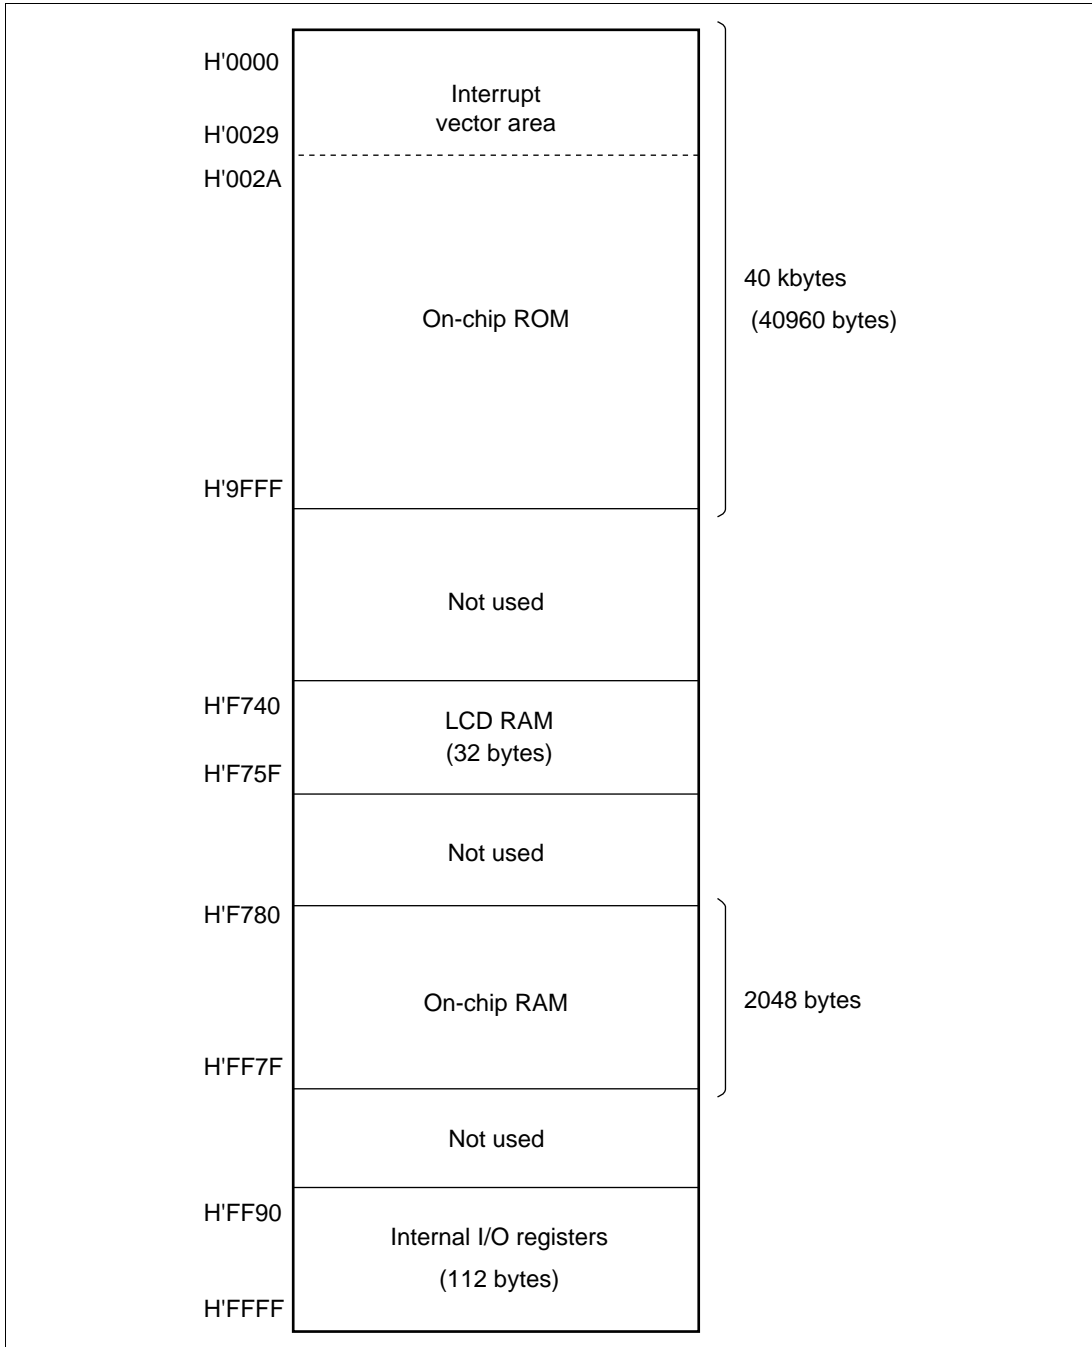 H'0000
Interrupt
vector area
H'0029
H'002A
40 kbytes
On-chip ROM
(40960 bytes)
H'9FFF
Not used
H'F740
LCD RAM
(32 bytes)
H'F75F
Not used
H'F780
On-chip RAM
2048 bytes
H'FF7F
Not used
H'FF90
Internal I/O registers
(112 bytes)
H'FFFF